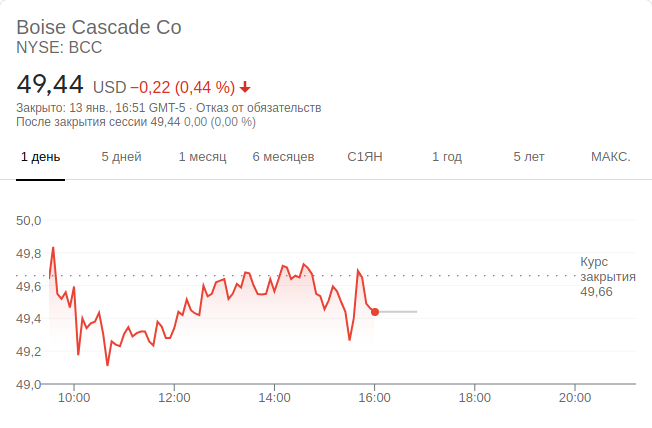 Boise Cascade Co
NYSE: BCC
49,44 USD −0,22 (0,44 %)
Закрыто: 13 янв., 16:51 GMT-5 · Отказ от обязательств
После закрытия сессии 49,44 0,00 (0,00 %)
1 день 5 дней 1 месяц 6 месяцев С1ЯН 1 год 5 лет МАКС.
50,0
49,8
49,6
49,4
49,2
49,0
Курс
закрытия
49,66
10:00 12:00 14:00 16:00 18:00 20:00